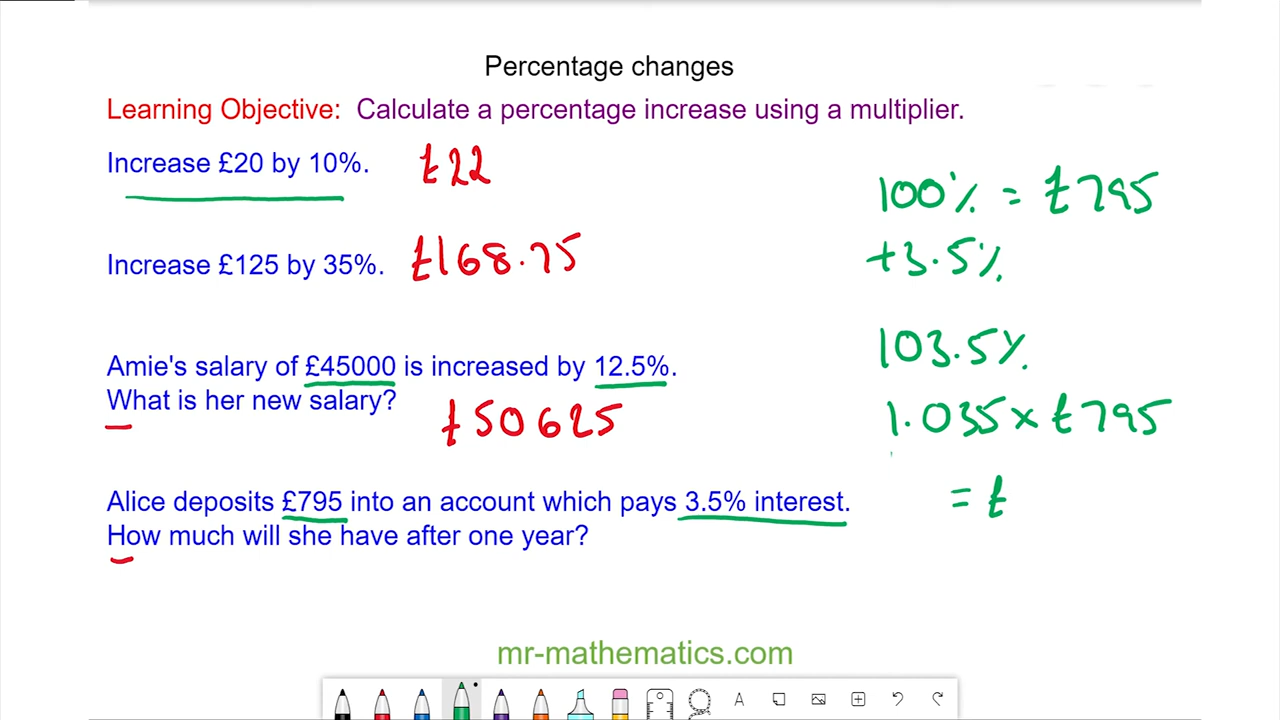 Percentage changes
Learning Objective: Calculate a percentage increase using a multiplier.
Increase £20 by 10%. £22
Increase £125 by 35%. £168.75
Amie's salary of £45000 is increased by 12.5%.
What is her new salary? £50625
Alice deposits £795 into an account which pays 3.5% interest.
How much will she have after one year?
100% = £795
+3.5%
103.5%
1.035 × £795
= £
mr-mathematics.com
A